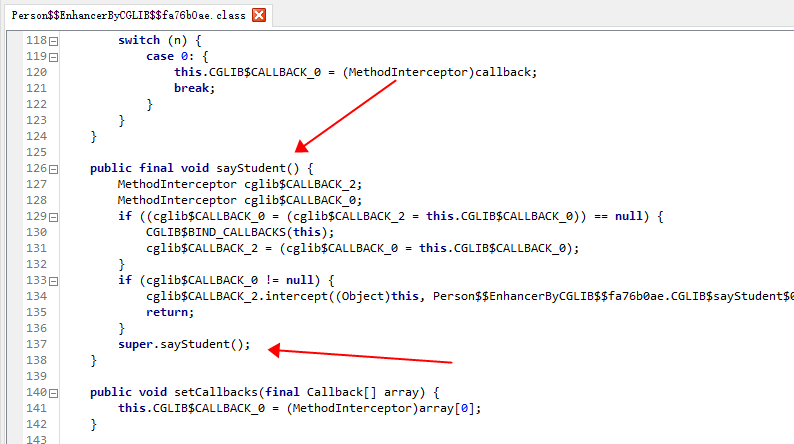 Person$$EnhancerByCGLIB$$fa76b0ae.class
118 switch (n) {
119 case 0: {
120 this.CGLIB$CALLBACK_0 = (MethodInterceptor)callback;
121 break;
122 }
123 }
124 }
125
126 public final void sayStudent() {
127 MethodInterceptor cglib$CALLBACK_2;
128 MethodInterceptor cglib$CALLBACK_0;
129 if ((cglib$CALLBACK_0 = (cglib$CALLBACK_2 = this.CGLIB$CALLBACK_0)) == null) {
130 CGLIB$BIND_CALLBACKS(this);
131 cglib$CALLBACK_2 = (cglib$CALLBACK_0 = this.CGLIB$CALLBACK_0);
132 }
133 if (cglib$CALLBACK_0 != null) {
134 cglib$CALLBACK_2.intercept((Object)this, Person$$EnhancerByCGLIB$$fa76b0ae.CGLIB$sayStudent$0
135 return;
136 }
137 super.sayStudent();
138 }
139
140 public void setCallbacks(final Callback[] array) {
141 this.CGLIB$CALLBACK_0 = (MethodInterceptor)array[0];
142 }
143